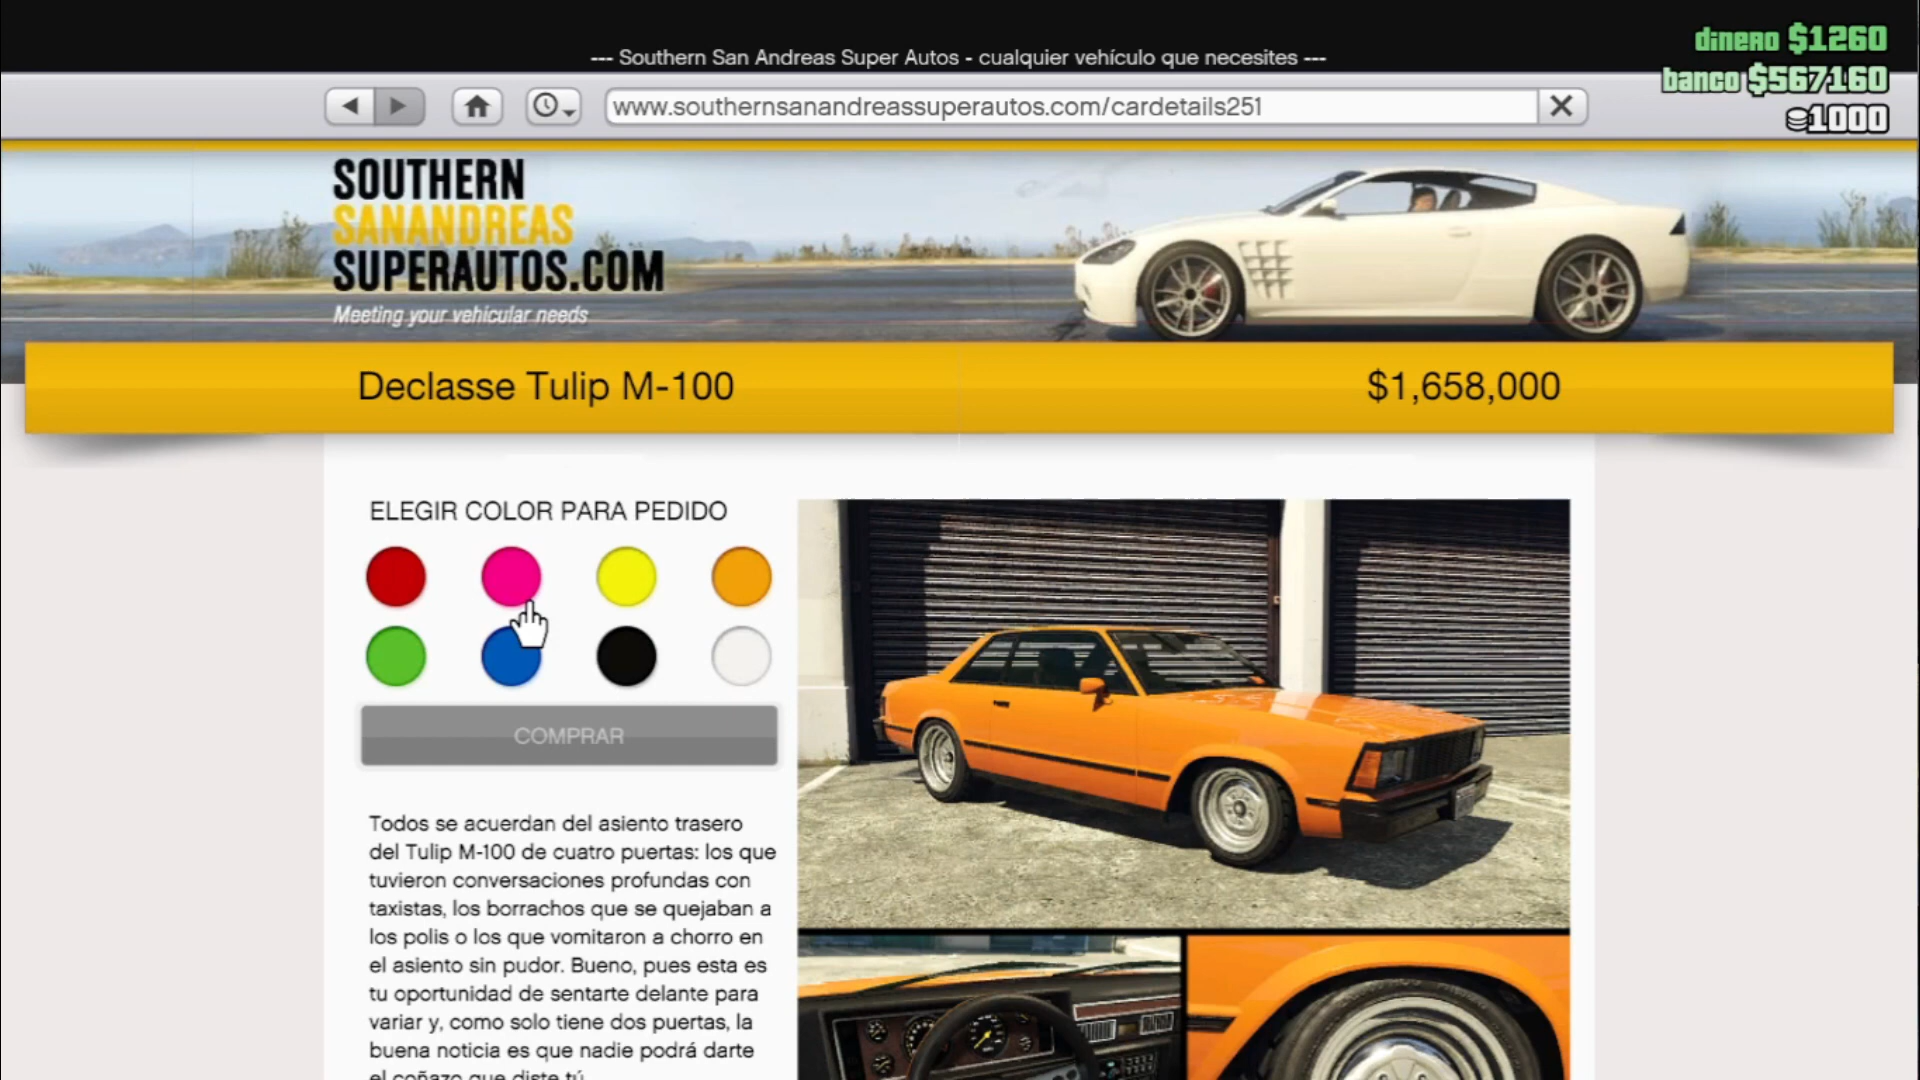 --- Southern San Andreas Super Autos - cualquier vehículo que necesites ---
dinero $1260
banco $567160
1000
www.southernsanandreassuperautos.com/cardetails251
SOUTHERN
SANANDREAS
SUPERAUTOS.COM
Meeting your vehicular needs
Declasse Tulip M-100
$1,658,000
ELEGIR COLOR PARA PEDIDO
COMPRAR
Todos se acuerdan del asiento trasero
del Tulip M-100 de cuatro puertas: los que
tuvieron conversaciones profundas con
taxistas, los borrachos que se quejaban a
los polis o los que vomitaron a chorro en
el asiento sin pudor. Bueno, pues esta es
tu oportunidad de sentarte delante para
variar y, como solo tiene dos puertas, la
buena noticia es que nadie podrá darte
el coñazo que diste tú.